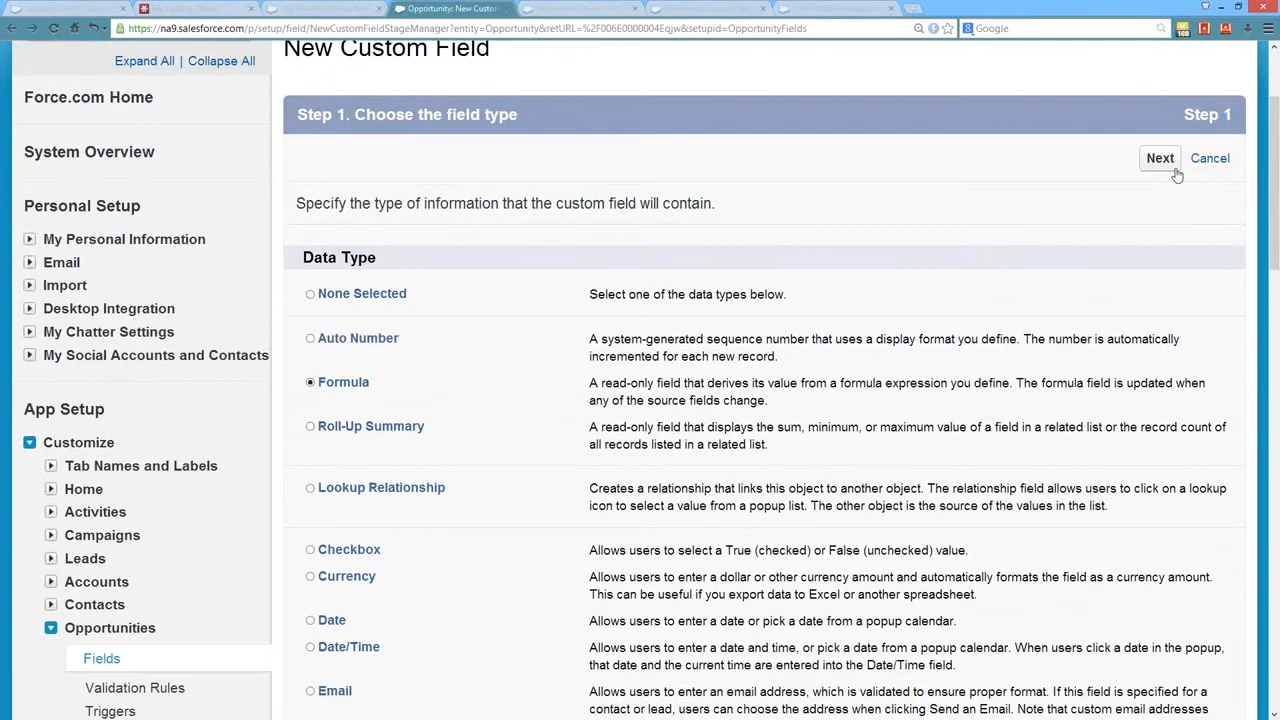 Opportunity: New Custom
https://na9.salesforce.com/p/setup/field/NewCustomFieldStageManager?entity=Opportunity&retURL=%2F006E0000004Eqjw&setupid=OpportunityFields
Google
168
New Custom Field
Expand All | Collapse All
Force.com Home
System Overview
Personal Setup
My Personal Information
Email
Import
Desktop Integration
My Chatter Settings
My Social Accounts and Contacts
App Setup
Customize
Tab Names and Labels
Home
Activities
Campaigns
Leads
Accounts
Contacts
Opportunities
Fields
Validation Rules
Triggers
Step 1. Choose the field type
Step 1
Next
Cancel
Specify the type of information that the custom field will contain.
Data Type
None Selected
Select one of the data types below.
Auto Number
A system-generated sequence number that uses a display format you define. The number is automatically
incremented for each new record.
Formula
A read-only field that derives its value from a formula expression you define. The formula field is updated when
any of the source fields change.
Roll-Up Summary
A read-only field that displays the sum, minimum, or maximum value of a field in a related list or the record count of
all records listed in a related list.
Lookup Relationship
Creates a relationship that links this object to another object. The relationship field allows users to click on a lookup
icon to select a value from a popup list. The other object is the source of the values in the list.
Checkbox
Allows users to select a True (checked) or False (unchecked) value.
Currency
Allows users to enter a dollar or other currency amount and automatically formats the field as a currency amount.
This can be useful if you export data to Excel or another spreadsheet.
Date
Allows users to enter a date or pick a date from a popup calendar.
Date/Time
Allows users to enter a date and time, or pick a date from a popup calendar. When users click a date in the popup,
that date and the current time are entered into the Date/Time field.
Email
Allows users to enter an email address, which is validated to ensure proper format. If this field is specified for a
contact or lead, users can choose the address when clicking Send an Email. Note that custom email addresses